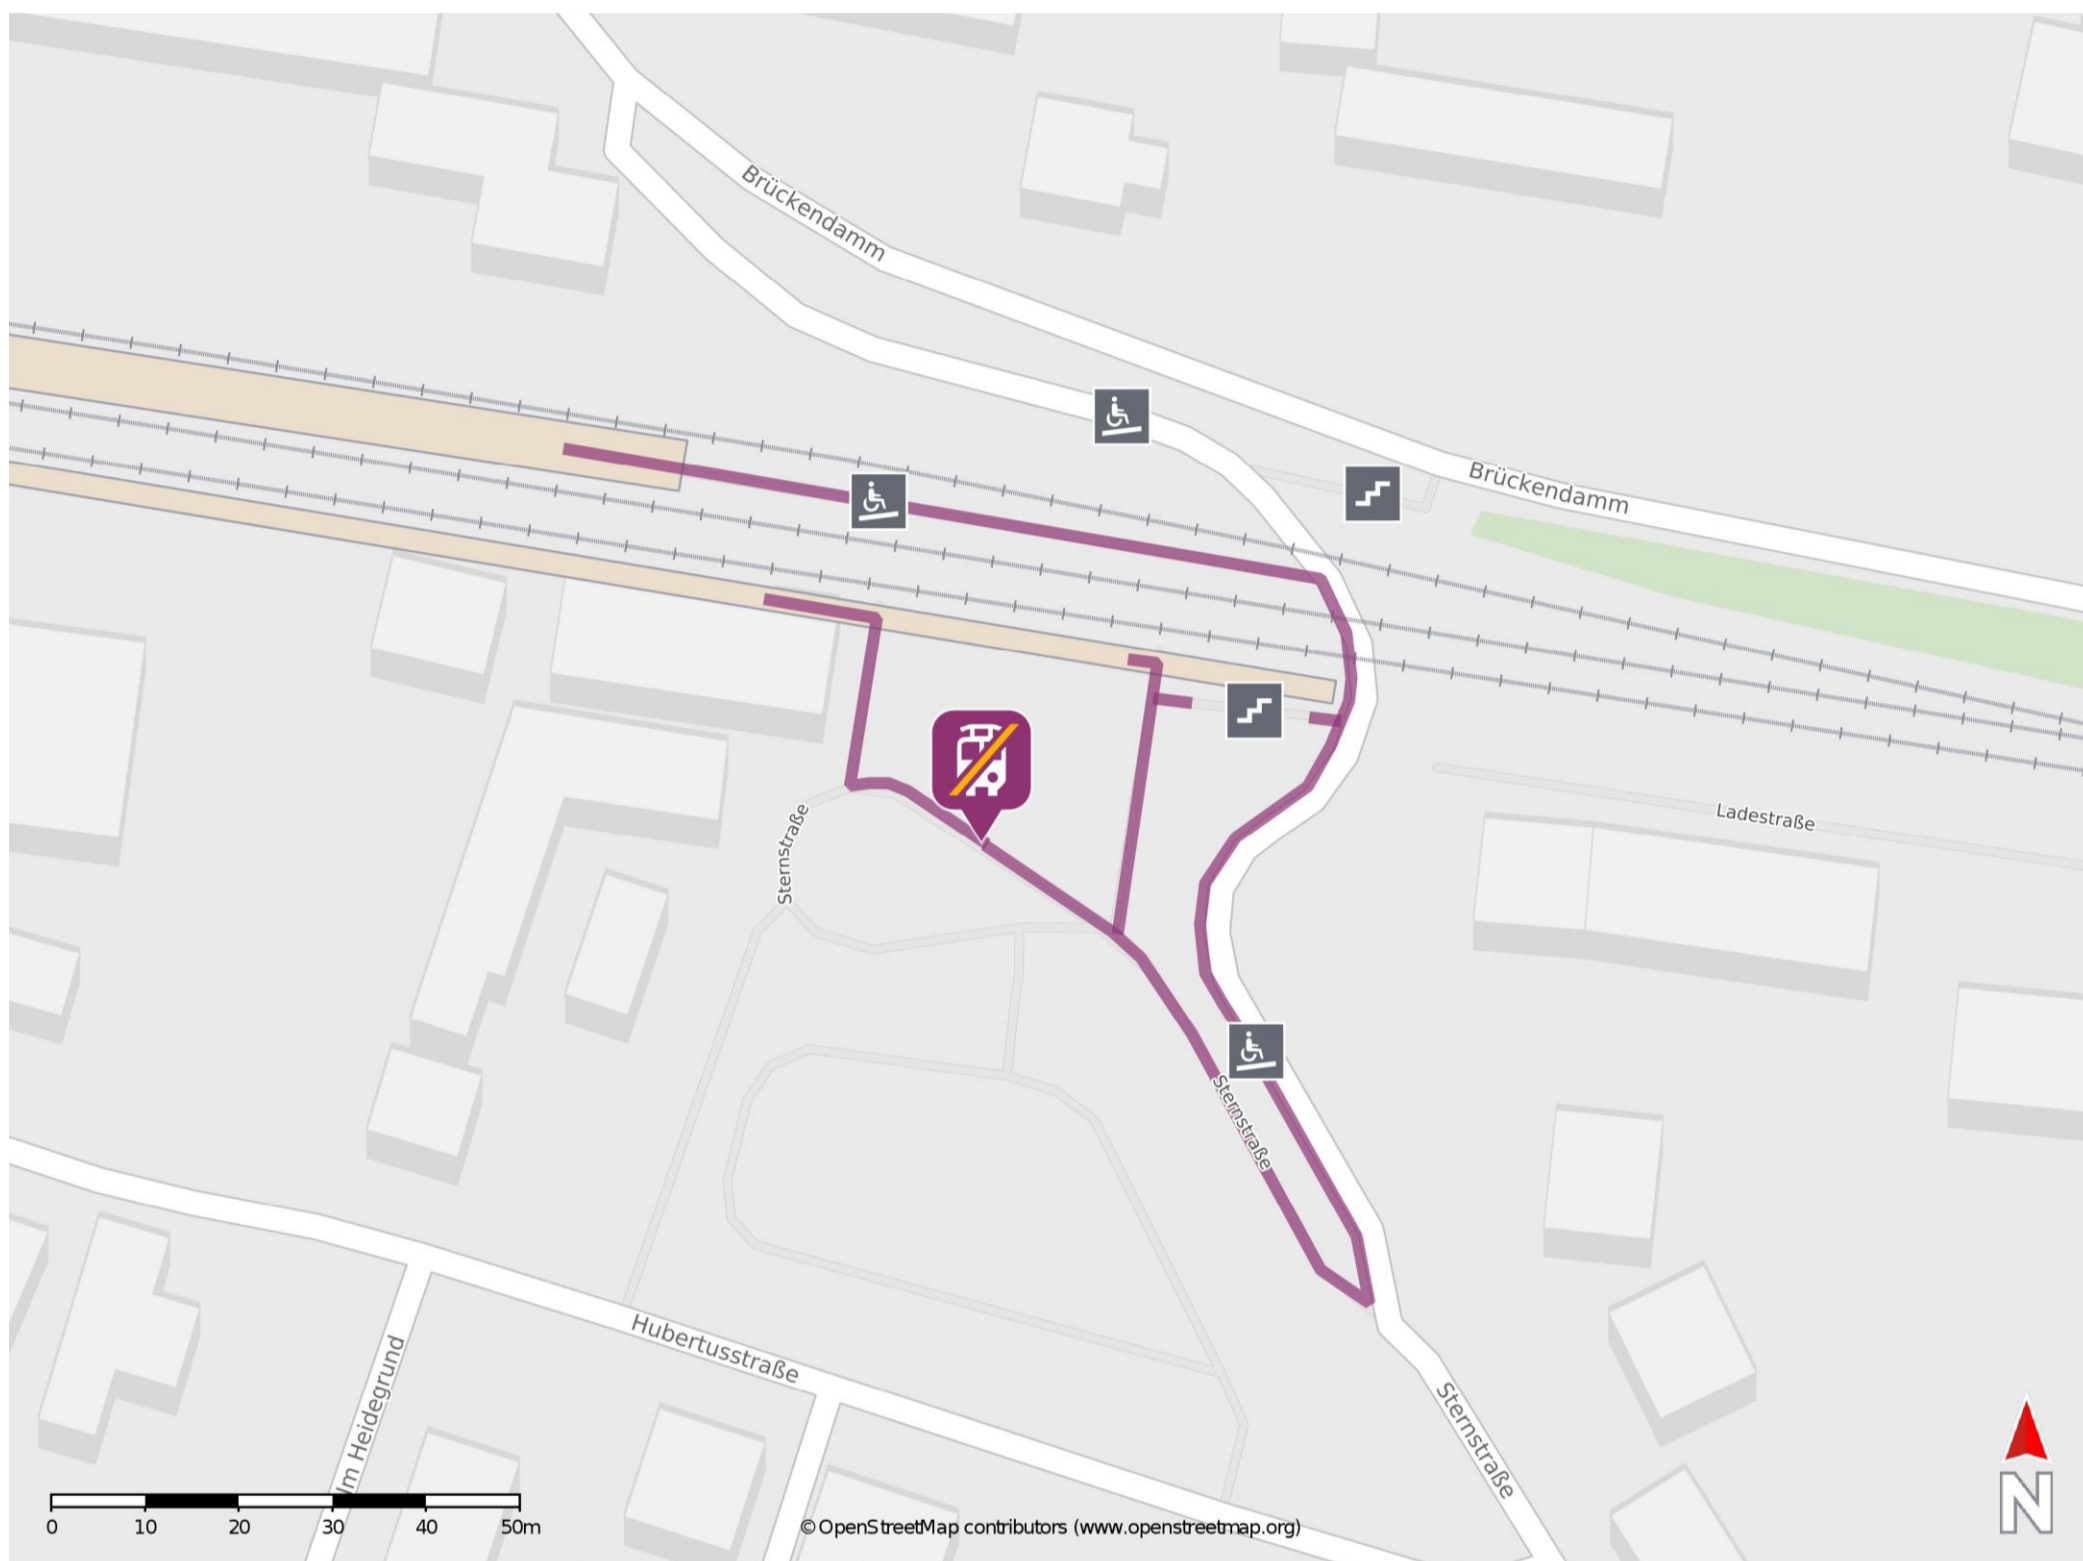 Brückendamm
Brückendamm
Ladestraße
Sternstraße
Sternstraße
Hubertusstraße
Im Heidegrund
Sternstraße
N
0 10 20 30 40 50m
© OpenStreetMap contributors (www.openstreetmap.org)